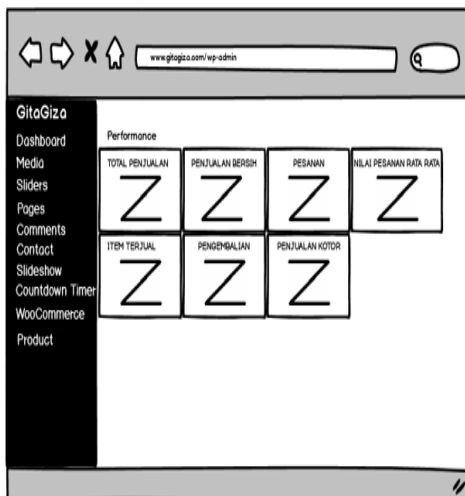 www.gitagiza.com/wp-admin
GitaGiza
Dashboard
Media
Sliders
Pages
Comments
Contact
Slideshow
Countdown Timer
WooCommerce
Product
Performance
TOTAL PENJUALAN
PENJUALAN BERSIH
PESANAN
NILAI PESANAN RATA RATA
ITEM TERJUAL
PENGEMBALIAN
PENJUALAN KOTOR